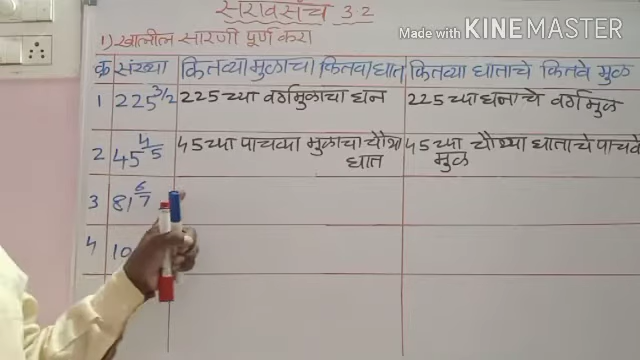 सरावसंच 3.2
Made with KINEMASTER
1) खालील सारणी पूर्ण करा
क्र संख्या कितव्या मुळाचा कितवा घात कितव्या घाताचे कितवे मुळ
1 225^3/2 225 च्या वर्गमुळाचा घन 225 च्या घनाचे वर्गमुळ
2 45^4/5 45 च्या पाचव्या मुळाचा चौथा घात 45 च्या चौथ्या घाताचे पाचवे मुळ
3 81^6/7
4 10